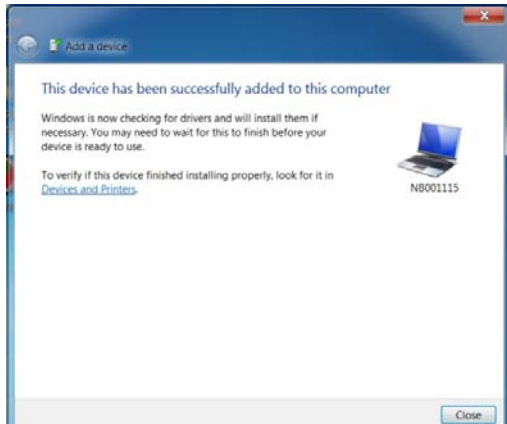 Add a device
This device has been successfully added to this computer
Windows is now checking for drivers and will install them if
necessary. You may need to wait for this to finish before your
device is ready to use.
To verify if this device finished installing properly, look for it in
Devices and Printers.
NB001115
Close